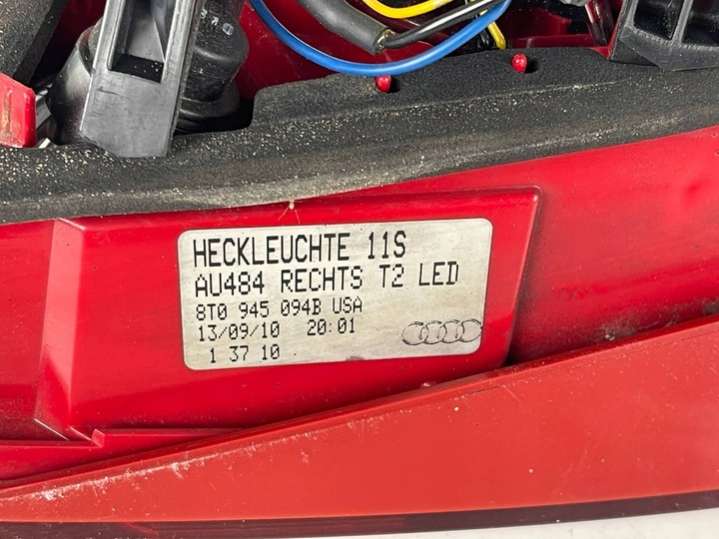 HECKLEUCHTE 11S
AU484 RECHTS T2 LED
8T0 945 094B USA
13/09/10 20:01
1 37 10